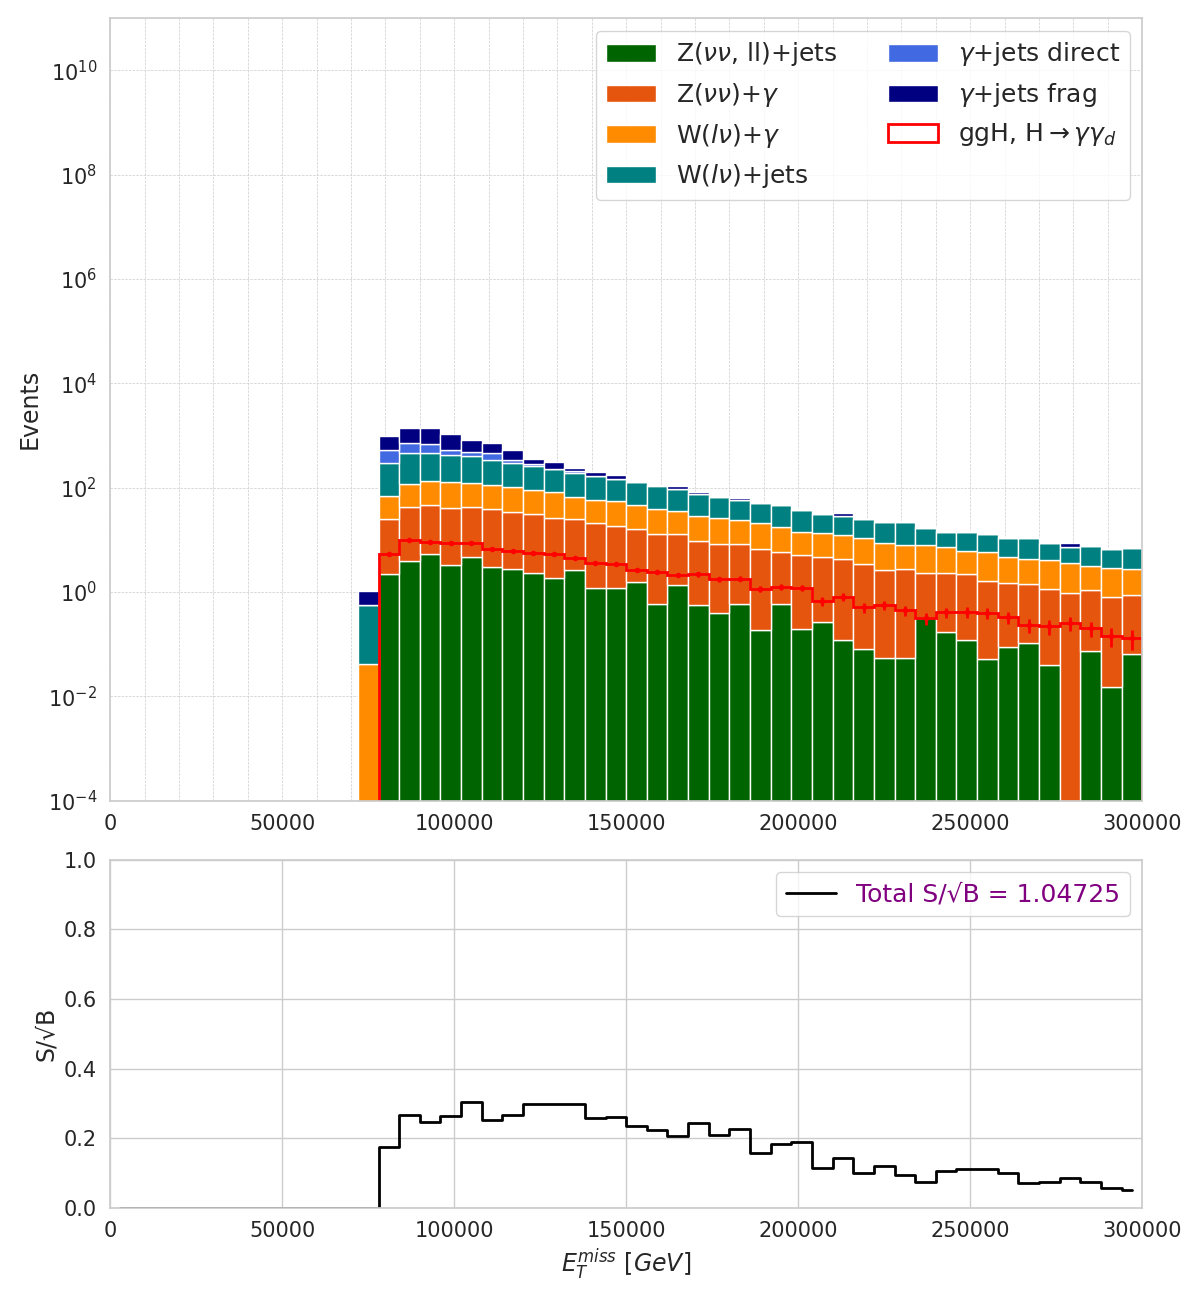 Z(νν, ll)+jets
Z(νν)+γ
W(lν)+γ
W(lν)+jets
γ+jets direct
γ+jets frag
ggH, H→γγ_d
Events
10^10
10^8
10^6
10^4
10^2
10^0
10^−2
10^−4
0 50000 100000 150000 200000 250000 300000
Total S/√B = 1.04725
S/√B
1.0
0.8
0.6
0.4
0.2
0.0
0 50000 100000 150000 200000 250000 300000
E_T^miss [GeV]